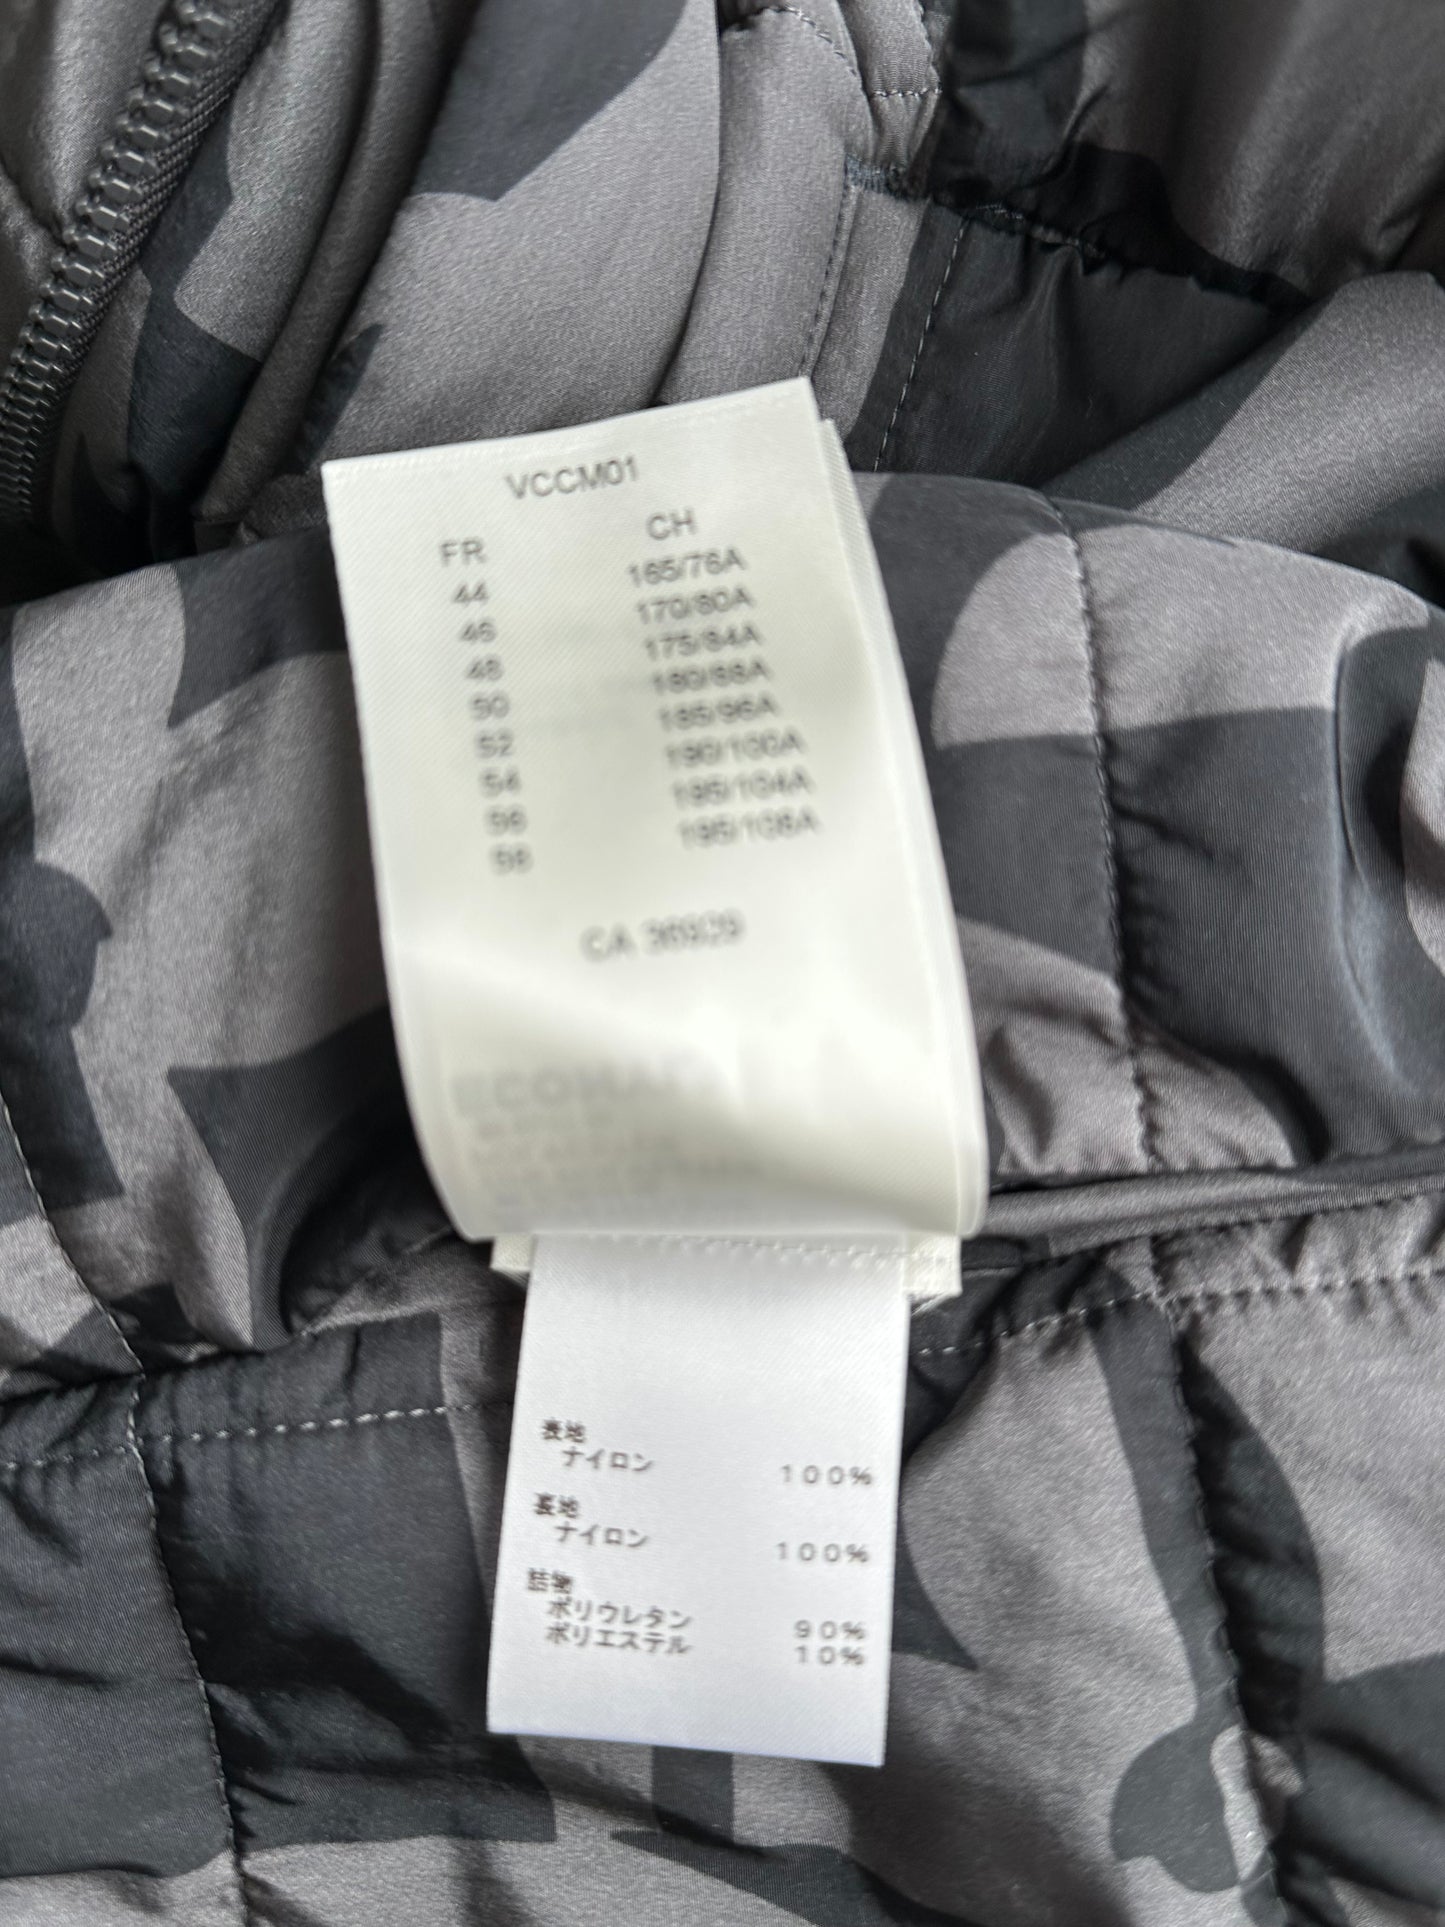 VCCM01
FR CH
44 165/76A
46 170/80A
48 175/84A
50 180/88A
52 185/96A
54 190/100A
56 195/104A
58 195/108A
CA 36929
表地
ナイロン 100%
裏地
ナイロン 100%
詰物
ポリウレタン 90%
ポリエステル 10%